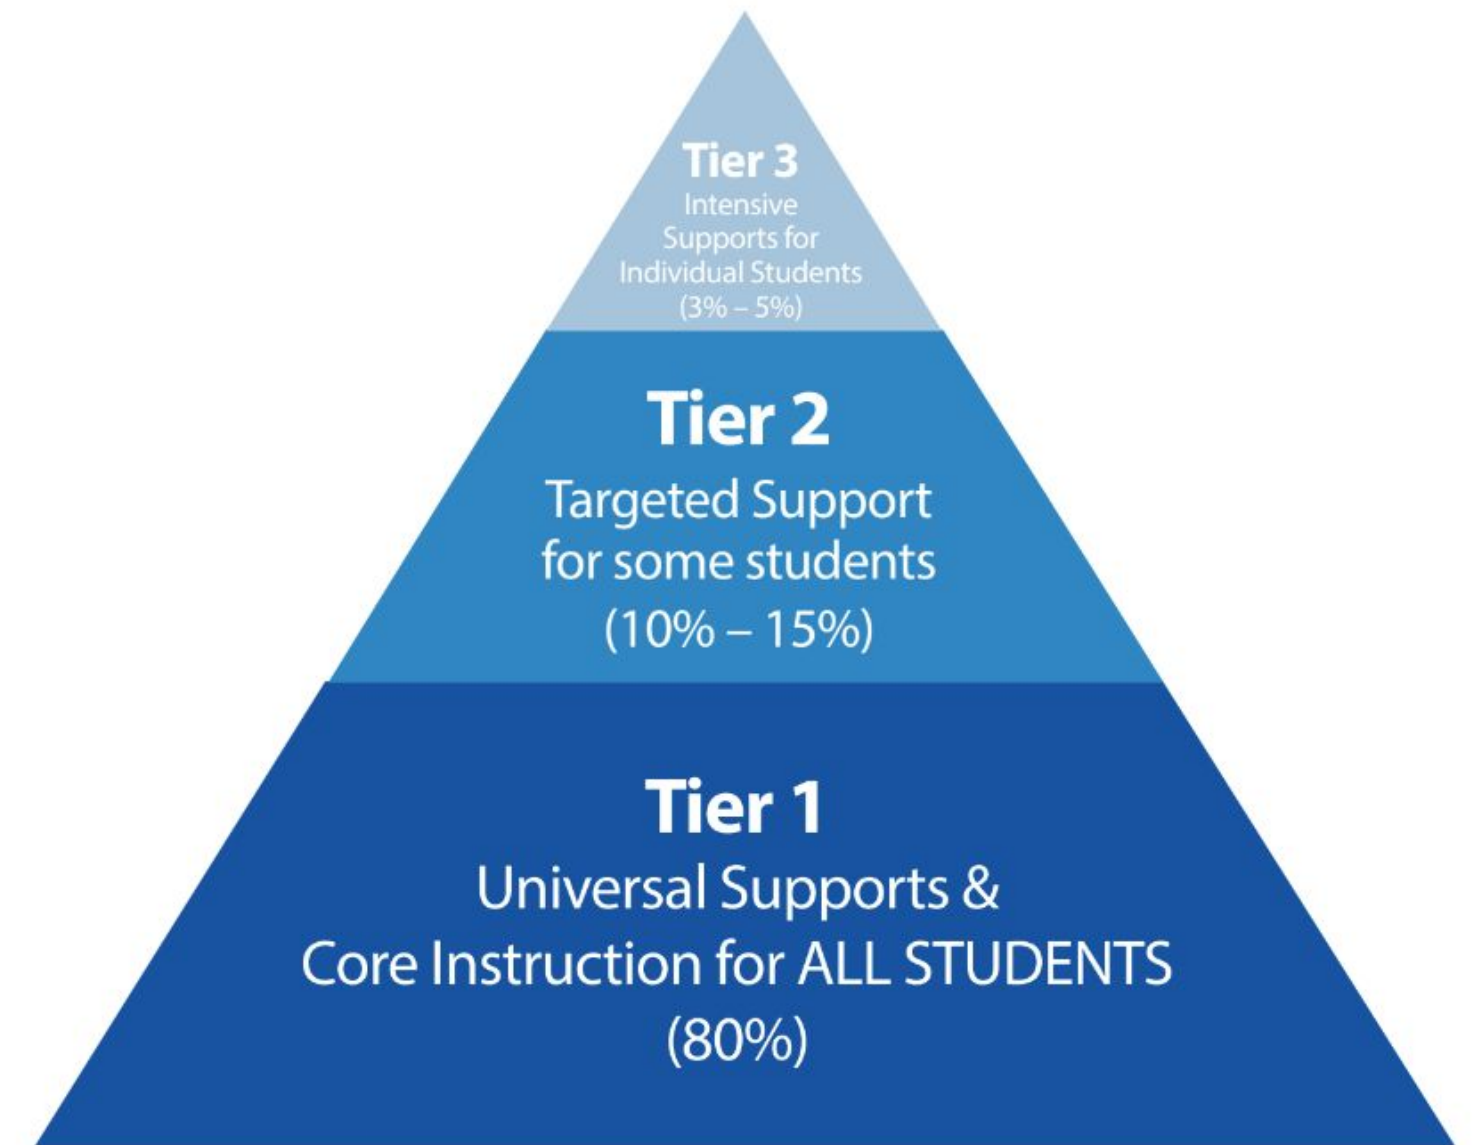 Tier 3
Intensive
Supports for
Individual Students
(3% – 5%)
Tier 2
Targeted Support
for some students
(10% – 15%)
Tier 1
Universal Supports &
Core Instruction for ALL STUDENTS
(80%)